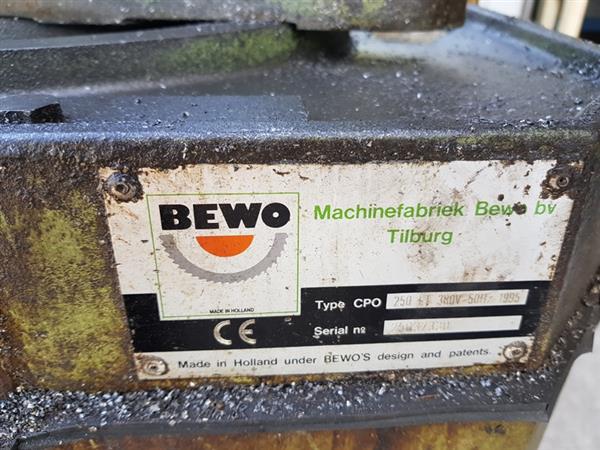 BEWO
MADE IN HOLLAND
Machinefabriek Bewo bv
Tilburg
CE
Type CPO 250 380V-50Hz 1995
Serial nº
Made in Holland under BEWO'S design and patents.